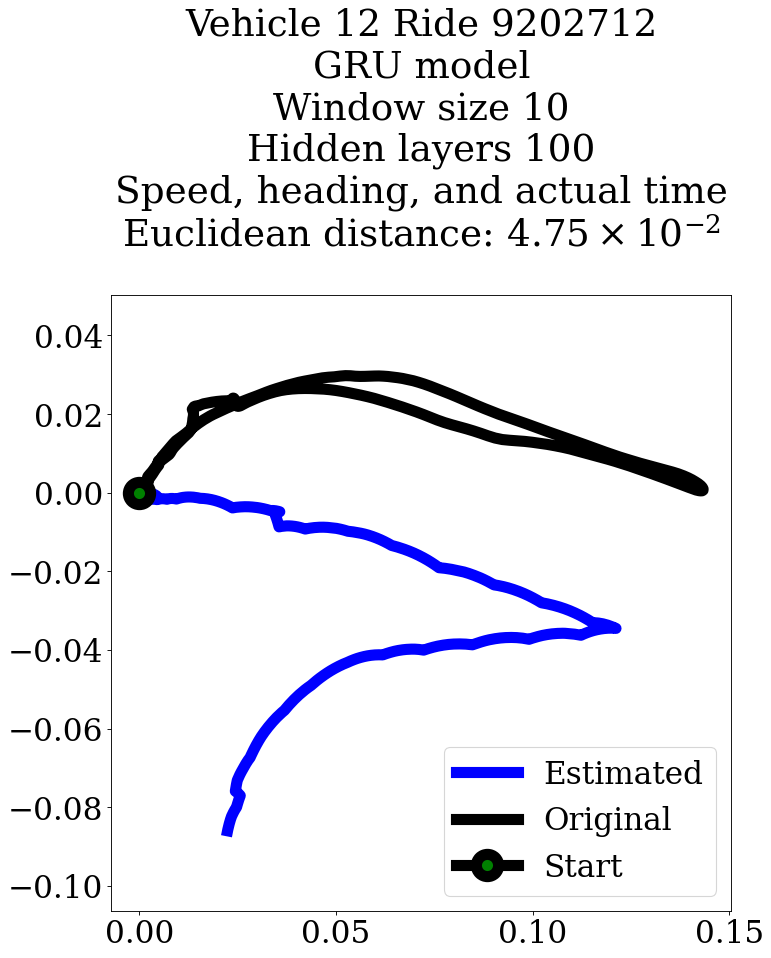 Vehicle 12 Ride 9202712
GRU model
Window size 10
Hidden layers 100
Speed, heading, and actual time
Euclidean distance: 4.75 × 10⁻²
0.04
0.02
0.00
−0.02
−0.04
−0.06
−0.08
−0.10
Estimated
Original
Start
0.00 0.05 0.10 0.15